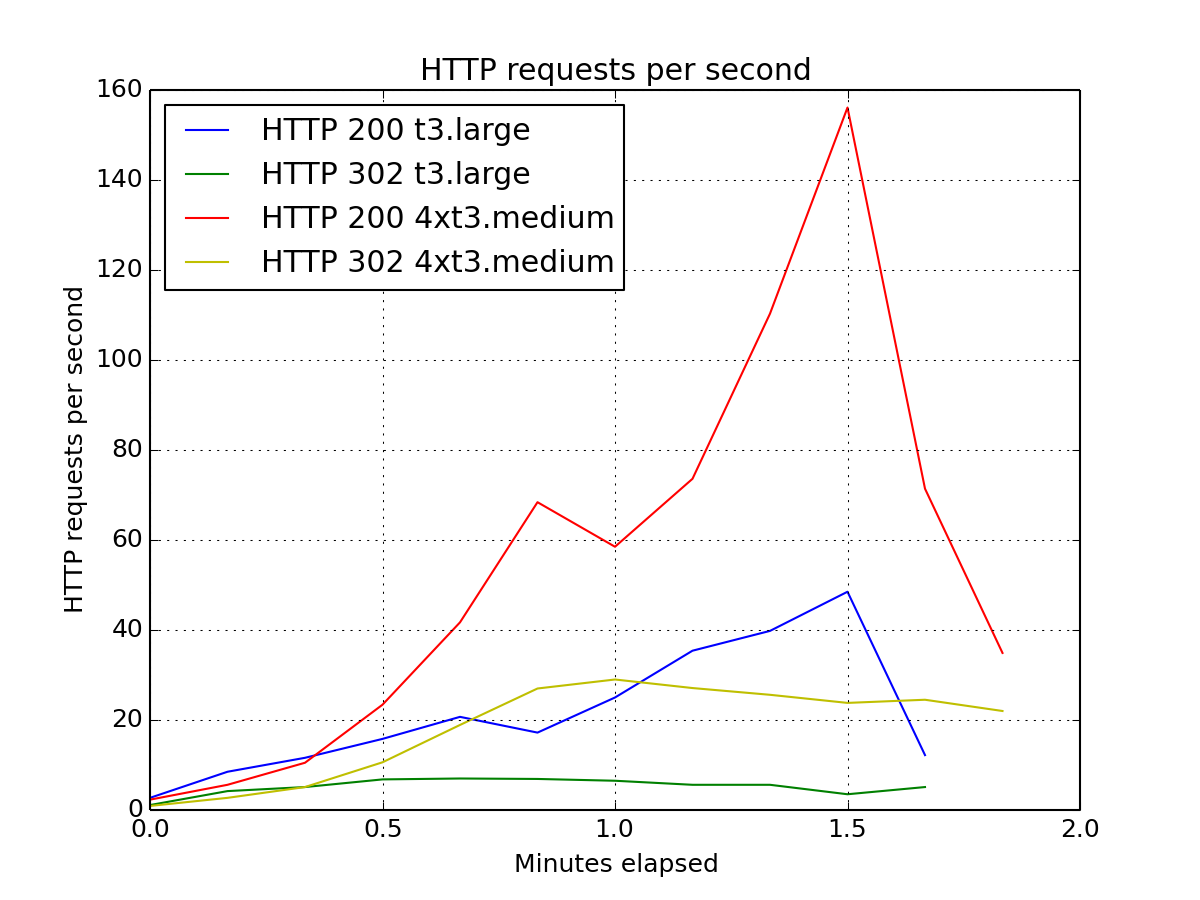 HTTP requests per second
160
140
120
100
80
60
40
20
0
HTTP requests per second
HTTP 200 t3.large
HTTP 302 t3.large
HTTP 200 4xt3.medium
HTTP 302 4xt3.medium
0.0 0.5 1.0 1.5 2.0
Minutes elapsed